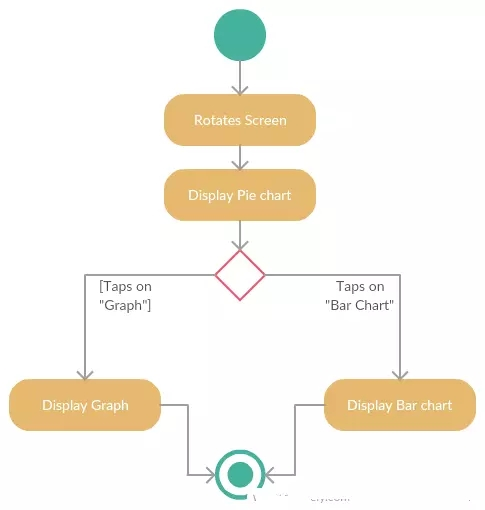 Rotates Screen
Display Pie chart
[Taps on
"Graph"]
Taps on
"Bar Chart"
Display Graph
Display Bar chart